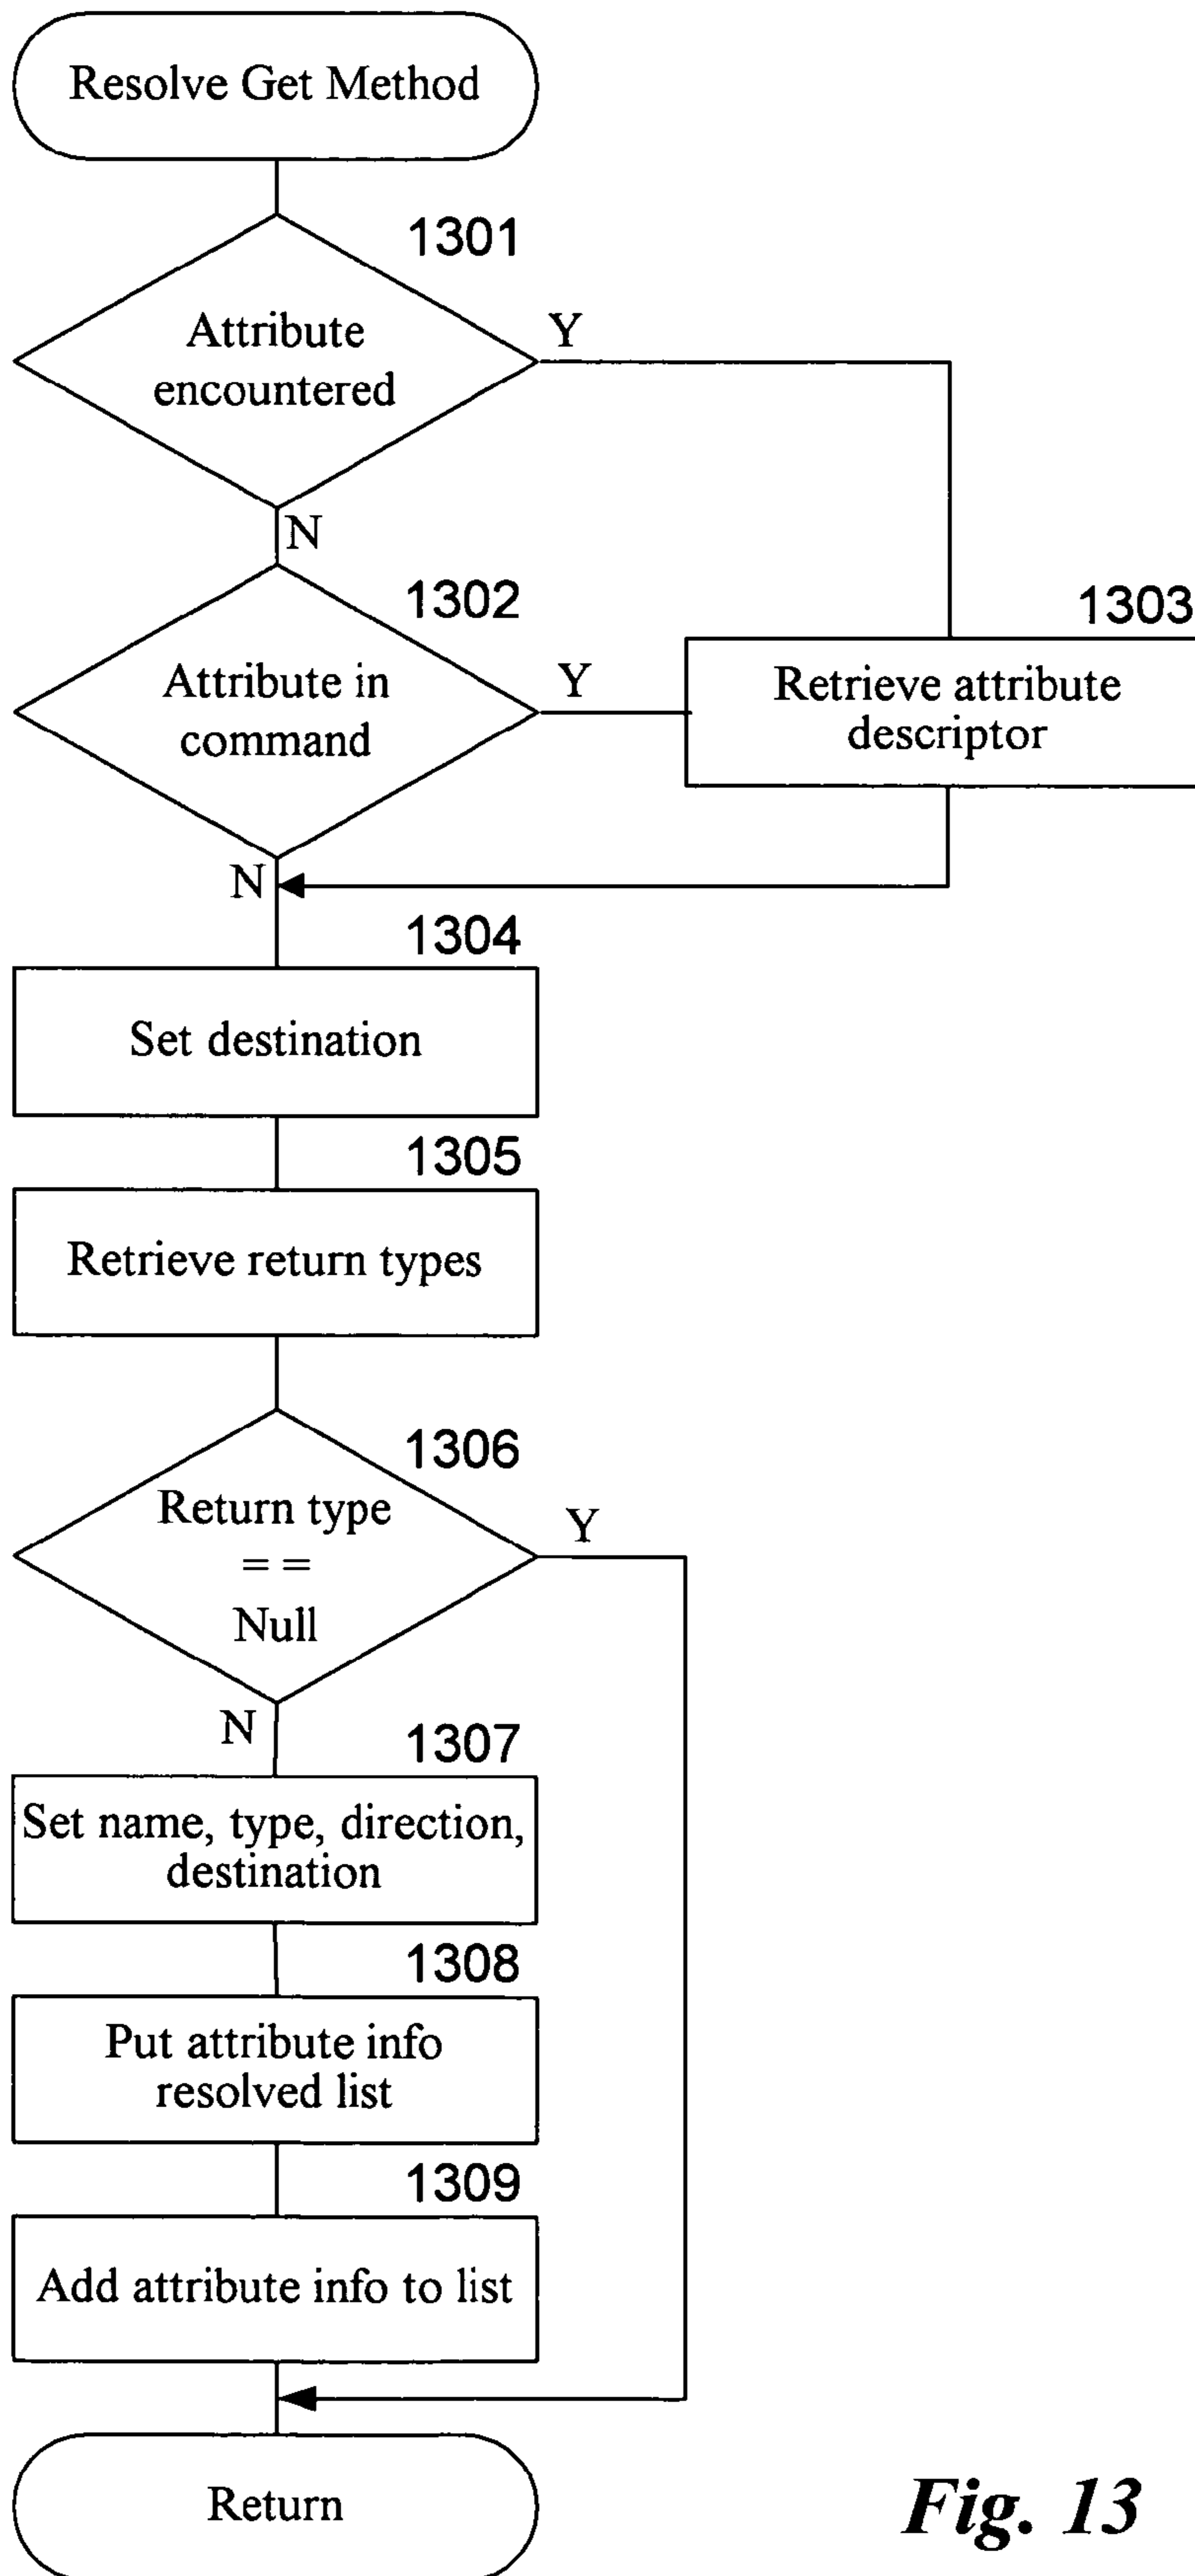 Resolve Get Method
1301
Attribute
encountered
Y
N
1302
Attribute in
command
Y
1303
Retrieve attribute
descriptor
N
1304
Set destination
1305
Retrieve return types
1306
Return type
= =
Null
Y
N
1307
Set name, type, direction,
destination
1308
Put attribute info
resolved list
1309
Add attribute info to list
Return
Fig. 13